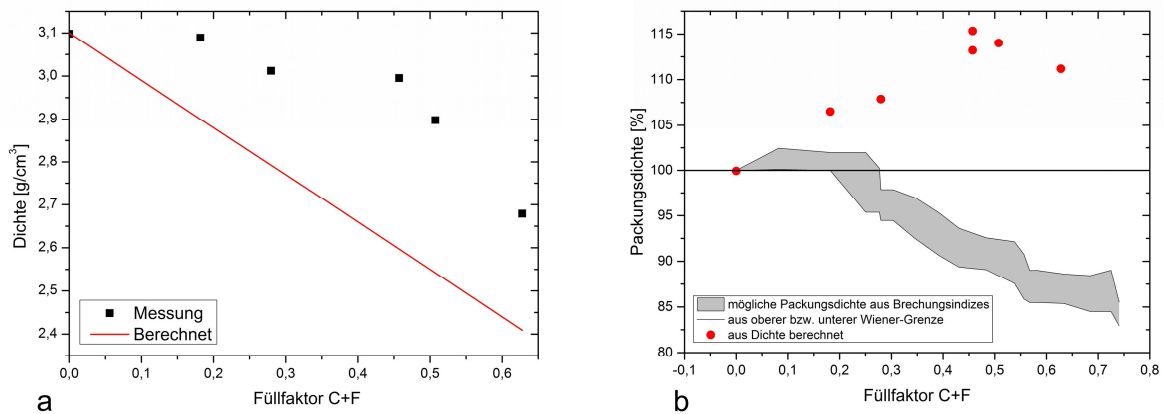 3,1
3,0
2,9
2,8
2,7
2,6
2,5
2,4
Dichte [g/cm³]
Messung
Berechnet
0,0 0,1 0,2 0,3 0,4 0,5 0,6
Füllfaktor C+F
a
115
110
105
100
95
90
85
80
Packungsdichte [%]
mögliche Packungsdichte aus Brechungsindizes
aus oberer bzw. unterer Wiener-Grenze
aus Dichte berechnet
-0,1 0,0 0,1 0,2 0,3 0,4 0,5 0,6 0,7 0,8
Füllfaktor C+F
b